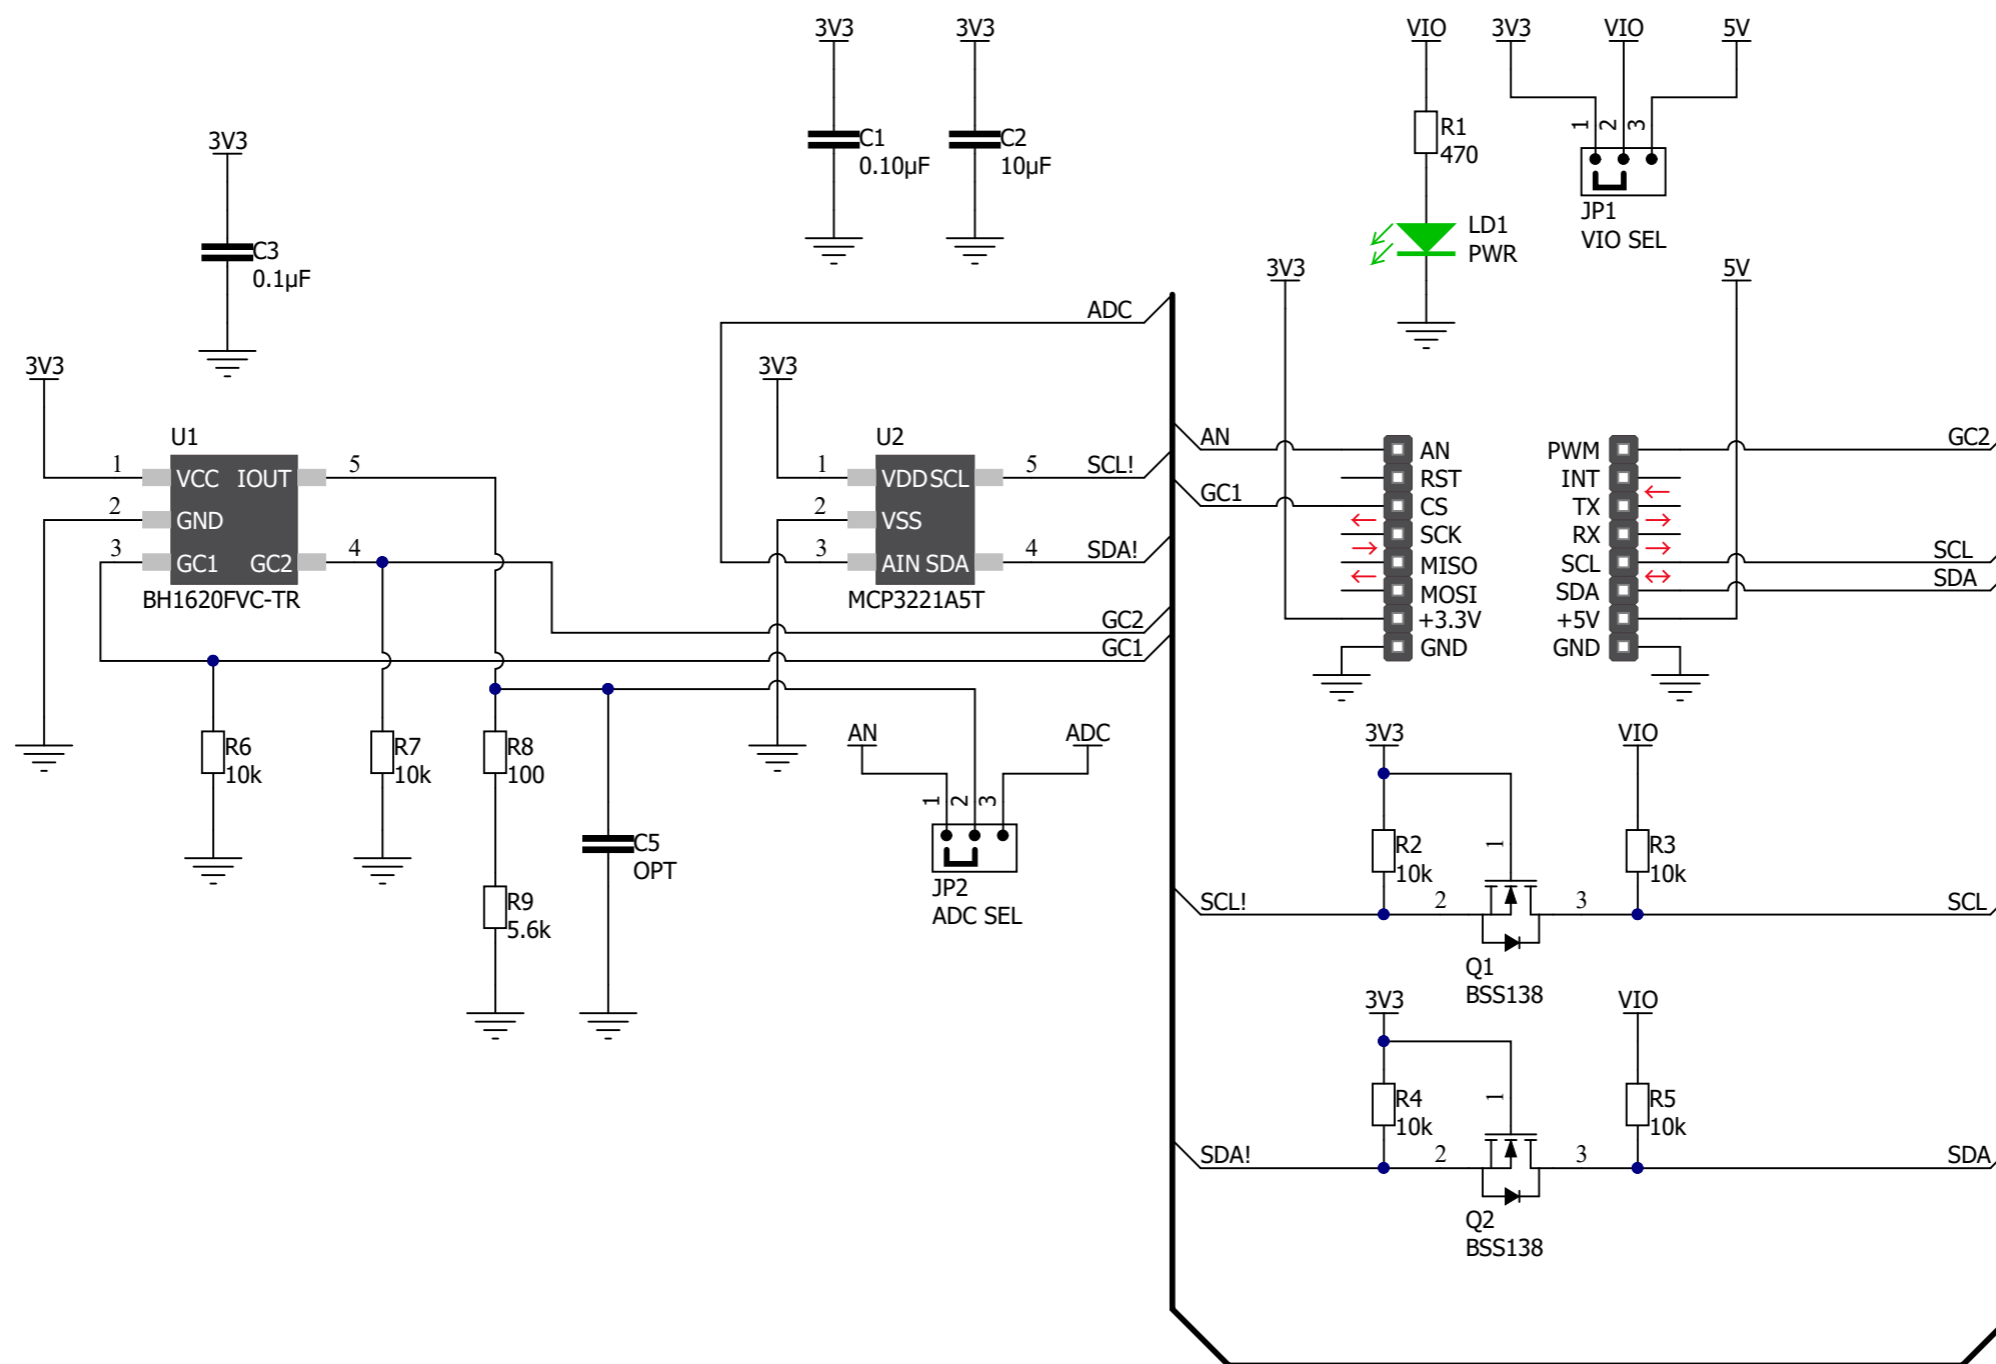 3V3
3V3
VIO
3V3
VIO
5V
1
2
3
R1
470
C1
0.10µF
C2
10µF
3V3
JP1
VIO SEL
LD1
PWR
C3
0.1µF
3V3
5V
ADC
3V3
3V3
U1
1
VCC
IOUT
5
2
GND
3
GC1
GC2
4
BH1620FVC-TR
U2
1
VDD
SCL
5
SCL!
2
VSS
3
AIN
SDA
4
SDA!
MCP3221A5T
GC2
GC1
AN
GC1
AN
RST
CS
SCK
MISO
MOSI
+3.3V
GND
PWM
INT
TX
RX
SCL
SDA
+5V
GND
GC2
SCL
SDA
R6
10k
R7
10k
R8
100
AN
ADC
1
2
3
JP2
ADC SEL
C5
OPT
R9
5.6k
3V3
VIO
R2
10k
1
R3
10k
SCL!
2
3
SCL
Q1
BSS138
3V3
VIO
R4
10k
1
R5
10k
SDA!
2
3
SDA
Q2
BSS138